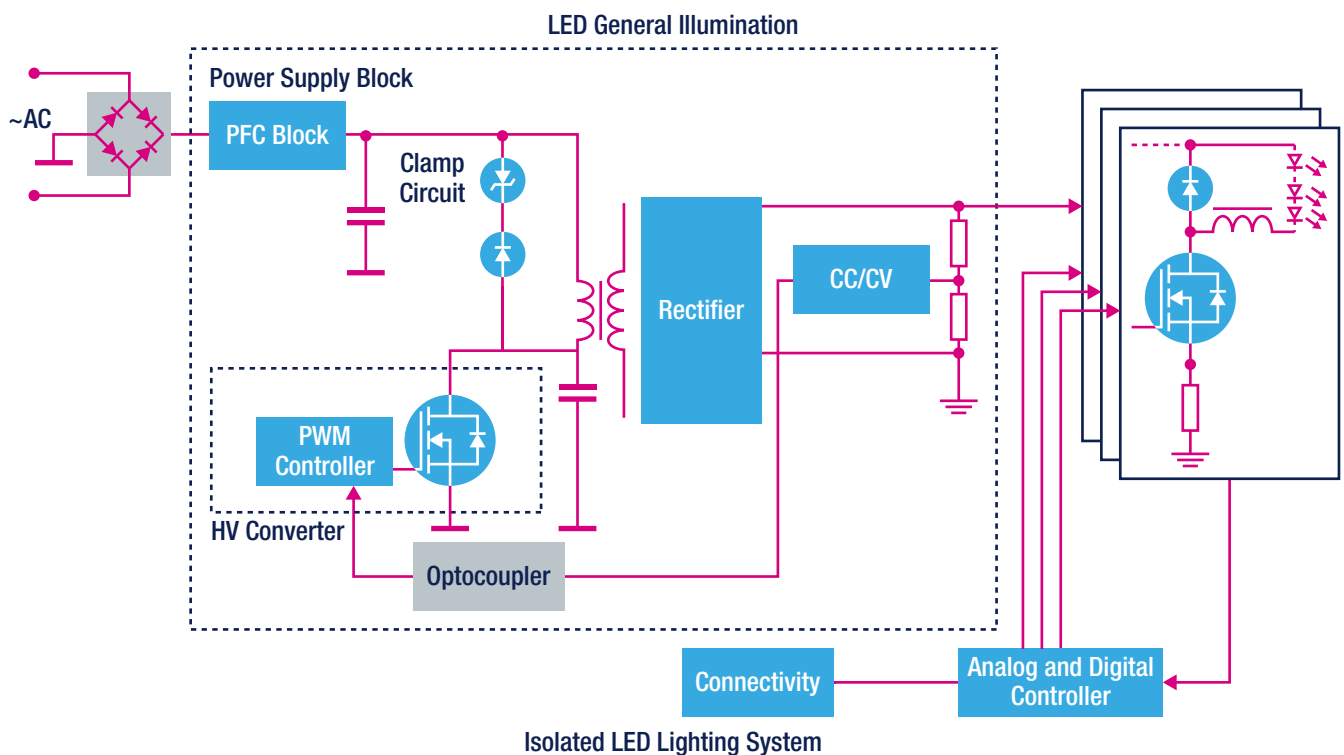 LED General Illumination
Power Supply Block
~AC
PFC Block
Clamp
Circuit
Rectifier
CC/CV
PWM
Controller
HV Converter
Optocoupler
Connectivity
Analog and Digital
Controller
Isolated LED Lighting System